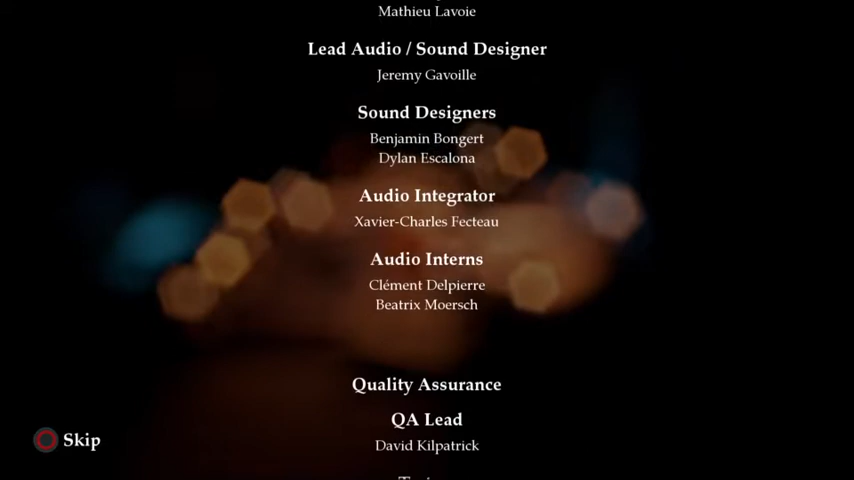 Mathieu Lavoie
Lead Audio / Sound Designer
Jeremy Gavoille
Sound Designers
Benjamin Bongert
Dylan Escalona
Audio Integrator
Xavier-Charles Fecteau
Audio Interns
Clément Delpierre
Beatrix Moersch
Quality Assurance
QA Lead
David Kilpatrick
Skip